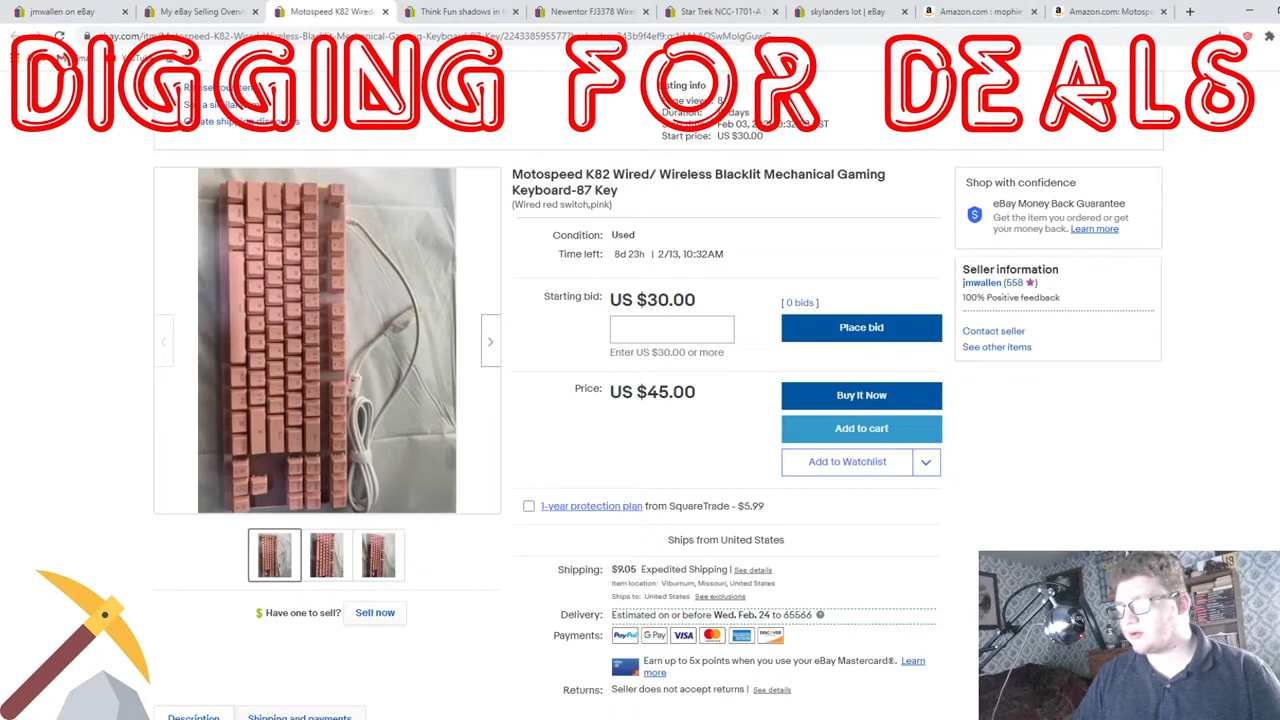 jmwallen on eBay
My eBay Selling Overv
Motospeed K82 Wired/
Think Fun shadows in th
Newentor FJ3378 Wirel
Star Trek NCC-1701-A
skylanders lot | eBay
Amazon.com : mophie
Amazon.com: Motospe
DIGGING FOR DEALS
listing info
Duration:
Start price: US $30.00
Motospeed K82 Wired/ Wireless Blacklit Mechanical Gaming
Keyboard-87 Key
(Wired red switch,pink)
Condition: Used
Time left: 8d 23h | 2/13, 10:32AM
Starting bid: US $30.00
[ 0 bids ]
Place bid
Enter US $30.00 or more
Price: US $45.00
Buy It Now
Add to cart
Add to Watchlist
1-year protection plan from SquareTrade - $5.99
Ships from United States
Shipping: $9.05 Expedited Shipping | See details
Item location: Viburnum, Missouri, United States
Ships to: United States See exclusions
Delivery: Estimated on or before Wed. Feb. 24 to 65566
Payments: PayPal G Pay VISA DISCOVER
Earn up to 5x points when you use your eBay Mastercard®. Learn
more
Returns: Seller does not accept returns | See details
Shop with confidence
eBay Money Back Guarantee
Get the item you ordered or get
your money back. Learn more
Seller information
jmwallen (558 )
100% Positive feedback
Contact seller
See other items
Have one to sell? Sell now
Description
Shipping and payments